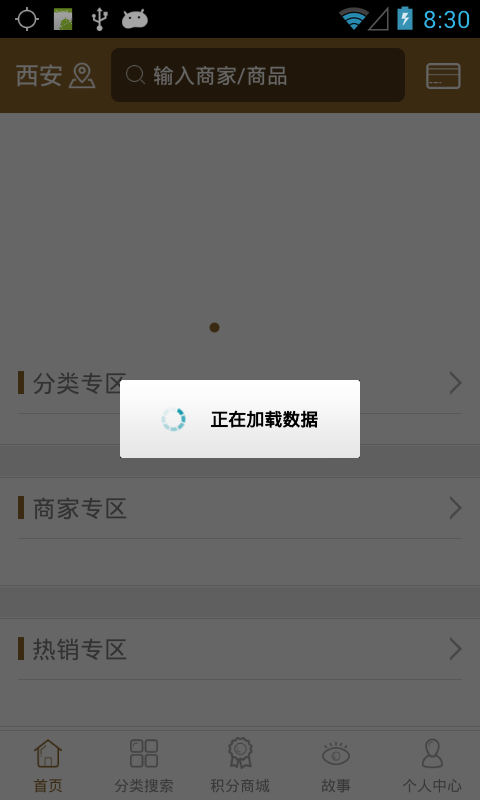 8:30
西安
输入商家/商品
分类专区
正在加载数据
商家专区
热销专区
首页
分类搜索
积分商城
故事
个人中心